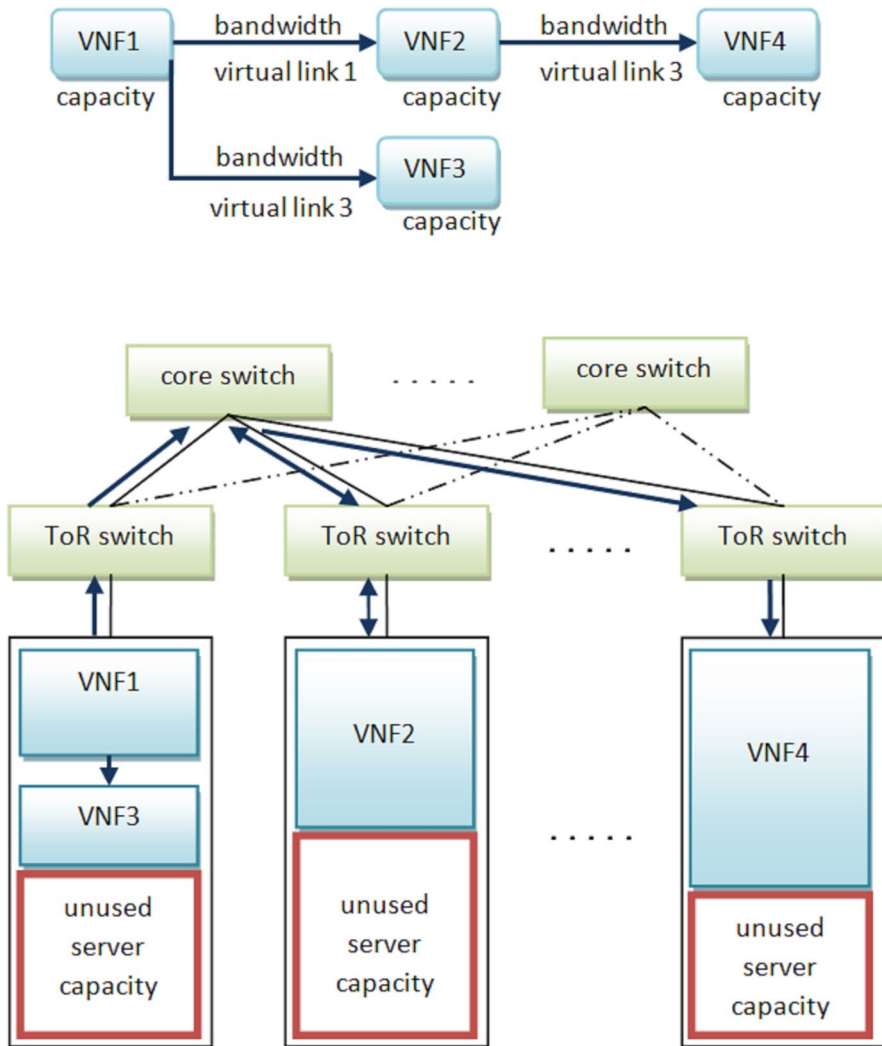 VNF1 bandwidth VNF2 bandwidth VNF4
virtual link 1 virtual link 3
capacity capacity capacity
bandwidth VNF3
virtual link 3
capacity
core switch ..... core switch
ToR switch ToR switch ..... ToR switch
VNF1
VNF2
VNF4
VNF3
.....
unused
server
capacity
unused
server
capacity
unused
server
capacity